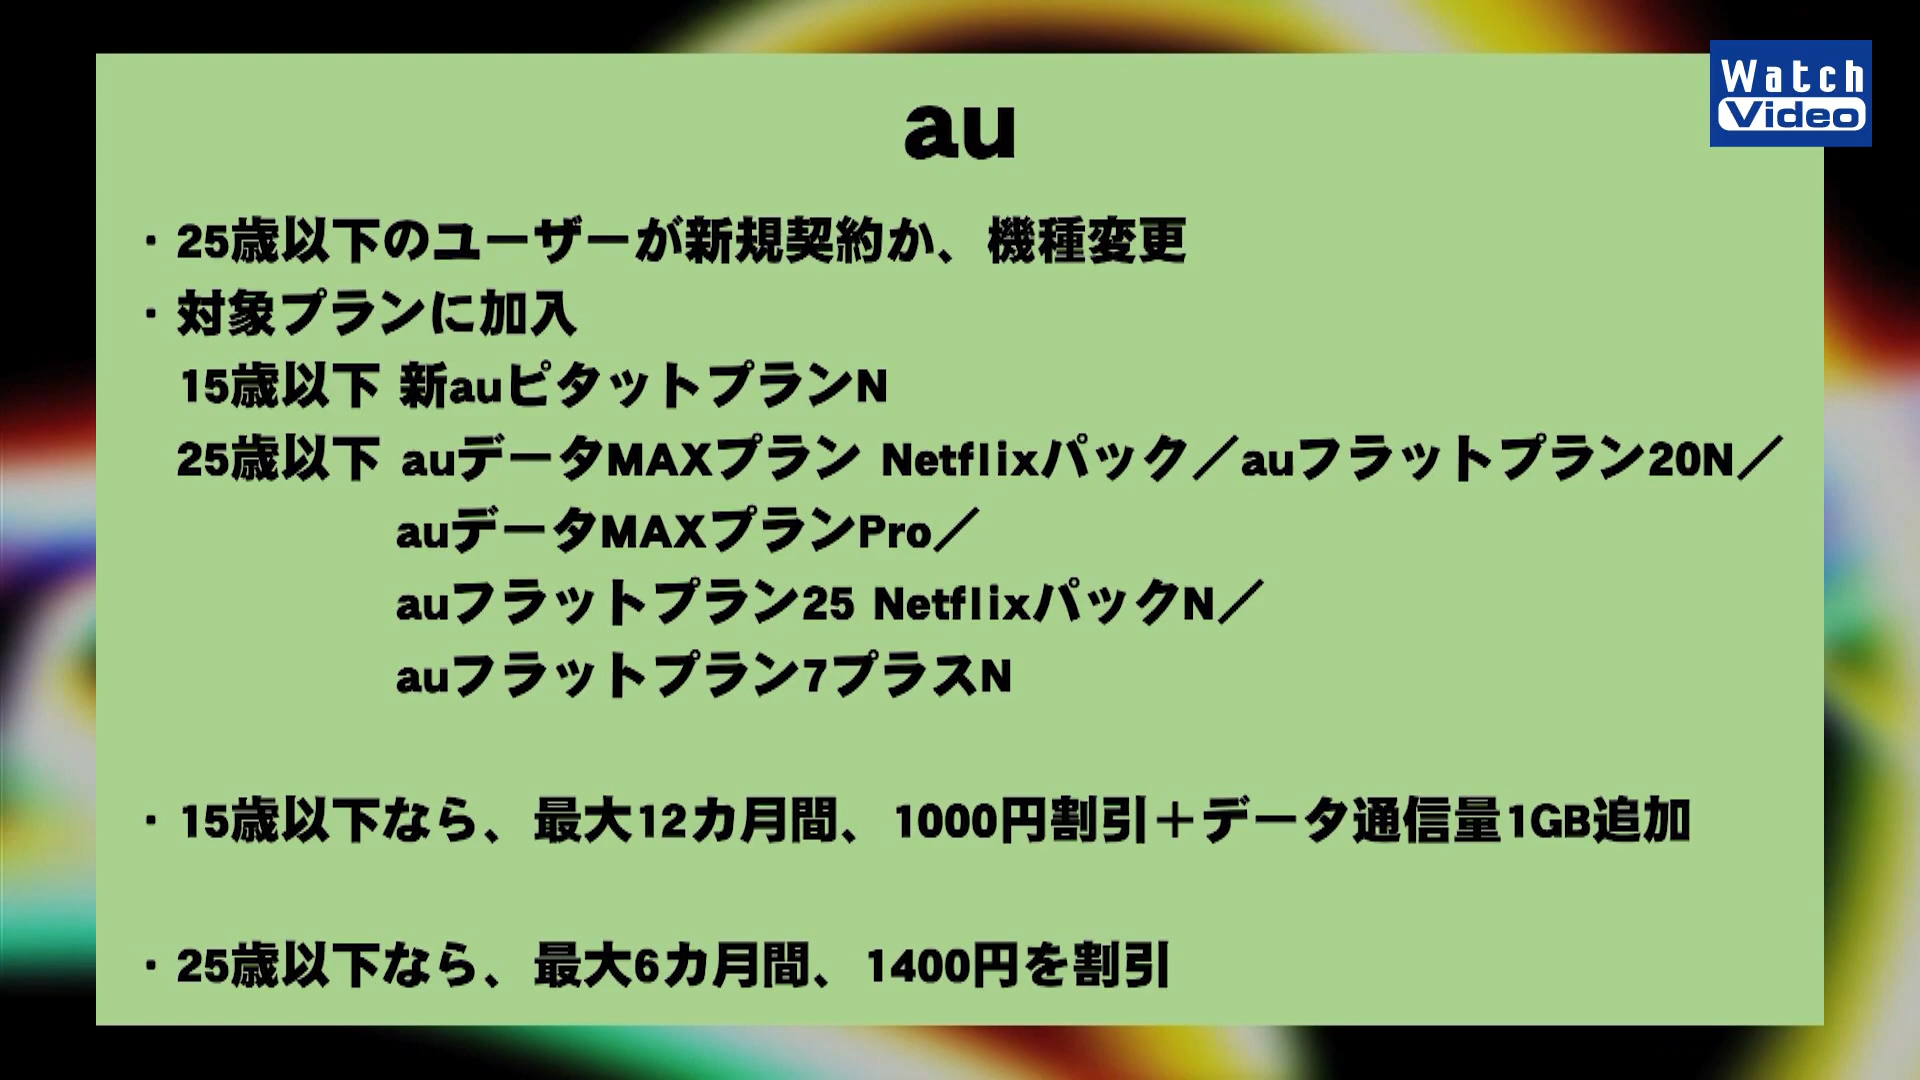 Watch
Video
au
・25歳以下のユーザーが新規契約か、機種変更
・対象プランに加入
15歳以下 新auピタットプランN
25歳以下 auデータMAXプラン Netflixパック／auフラットプラン20N／
auデータMAXプランPro／
auフラットプラン25 NetflixパックN／
auフラットプラン7プラスN
・15歳以下なら、最大12カ月間、1000円割引＋データ通信量1GB追加
・25歳以下なら、最大6カ月間、1400円を割引